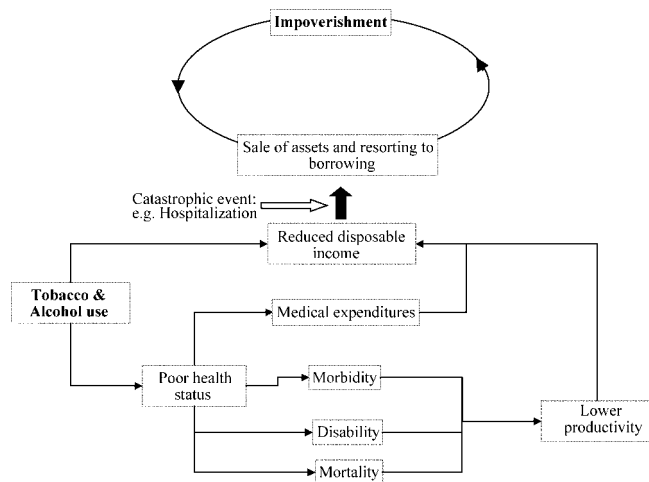 Impoverishment
Sale of assets and resorting to
borrowing
Catastrophic event:
e.g. Hospitalization
Reduced disposable
income
Tobacco &
Alcohol use
Medical expenditures
Poor health
status
Morbidity
Disability
Mortality
Lower
productivity